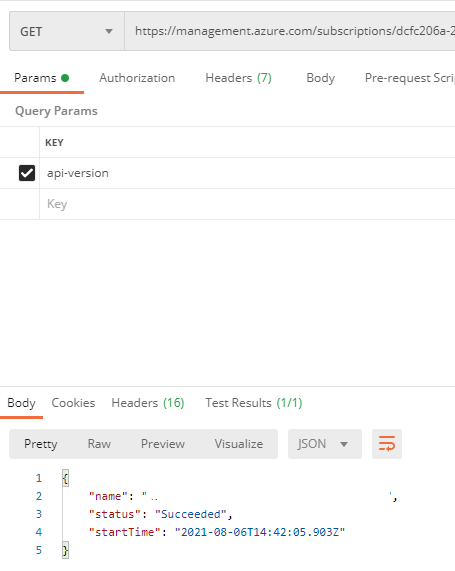 GET https://management.azure.com/subscriptions/dcfc206a-2
Params Authorization Headers (7) Body Pre-request Scri
Query Params
KEY
api-version
Key
Body Cookies Headers (16) Test Results (1/1)
Pretty Raw Preview Visualize JSON
1 {
2 "name": " .. ",
3 "status": "Succeeded",
4 "startTime": "2021-08-06T14:42:05.903Z"
5 }